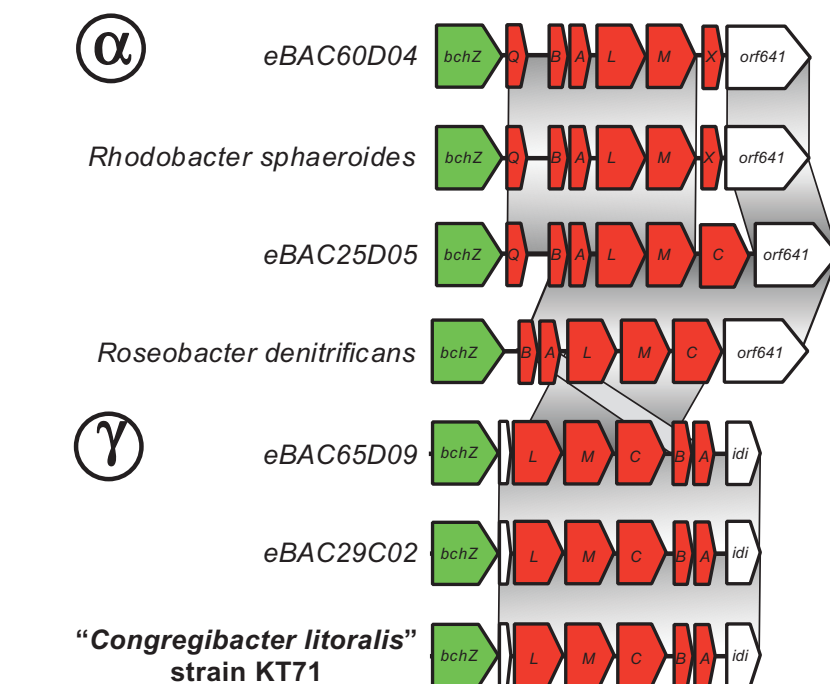 α
eBAC60D04 bchZ Q B A L M X orf641
Rhodobacter sphaeroides bchZ Q B A L M X orf641
eBAC25D05 bchZ Q B A L M C orf641
Roseobacter denitrificans bchZ B A L M C orf641
γ
eBAC65D09 bchZ L M C B A idi
eBAC29C02 bchZ L M C B A idi
“Congregibacter litoralis”
strain KT71 bchZ L M C B A idi